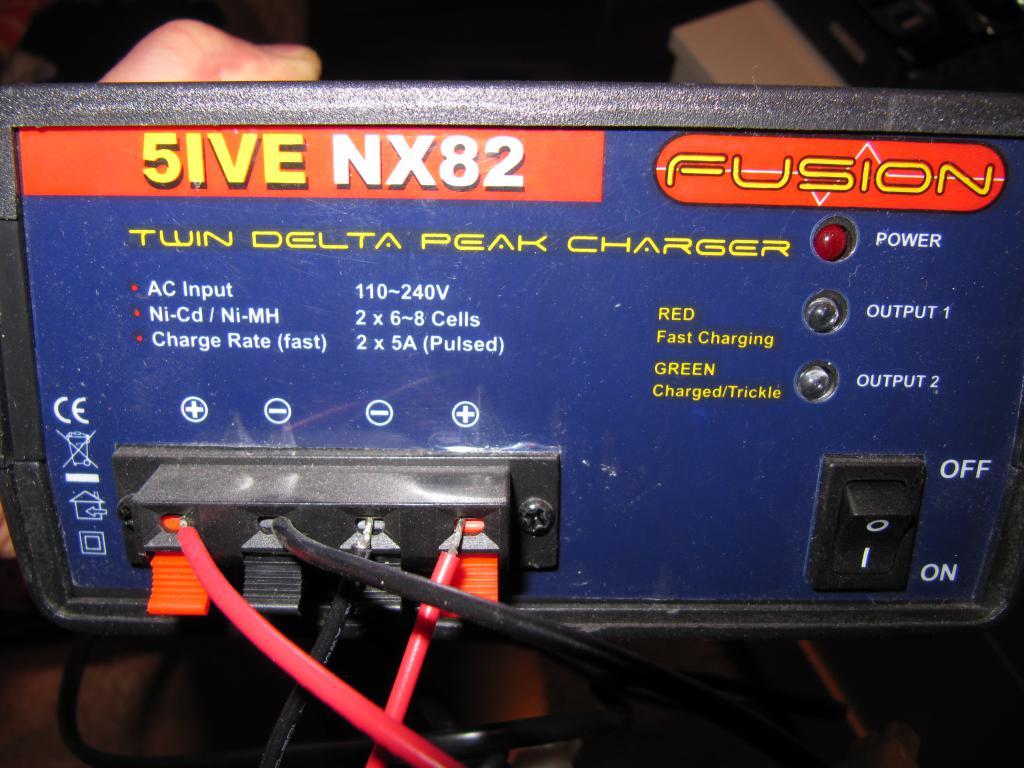 5IVE NX82
FUSION
TWIN DELTA PEAK CHARGER
POWER
• AC Input 110~240V
• Ni-Cd / Ni-MH 2 x 6~8 Cells
• Charge Rate (fast) 2 x 5A (Pulsed)
RED
Fast Charging
OUTPUT 1
GREEN
Charged/Trickle
OUTPUT 2
CE
+ − − +
OFF
O
I
ON